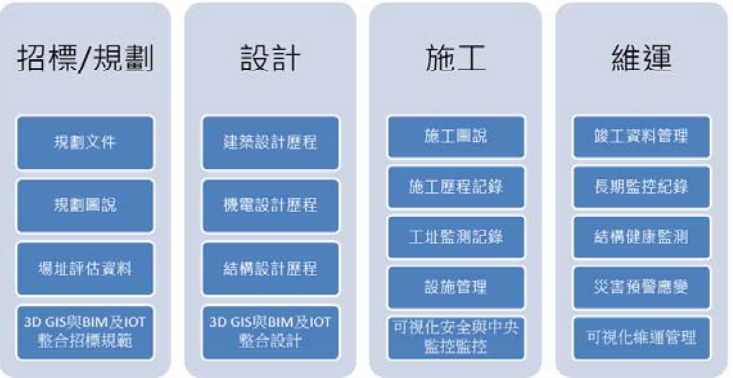 招標/規劃
規劃文件
規劃圖說
場址評估資料
3D GIS與BIM及IOT
整合招標規範
設計
建築設計歷程
機電設計歷程
結構設計歷程
3D GIS與BIM及IOT
整合設計
施工
施工圖說
施工歷程記錄
工址監測記錄
設施管理
可視化安全與中央
監控監控
維運
竣工資料管理
長期監控紀錄
結構健康監測
災害預警應變
可視化維運管理